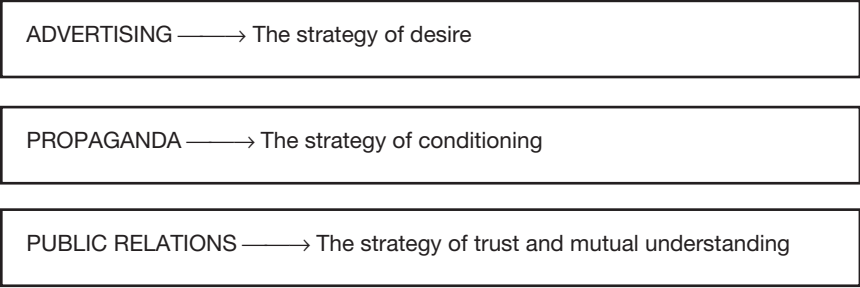 ADVERTISING ⟶ The strategy of desire
PROPAGANDA ⟶ The strategy of conditioning
PUBLIC RELATIONS ⟶ The strategy of trust and mutual understanding